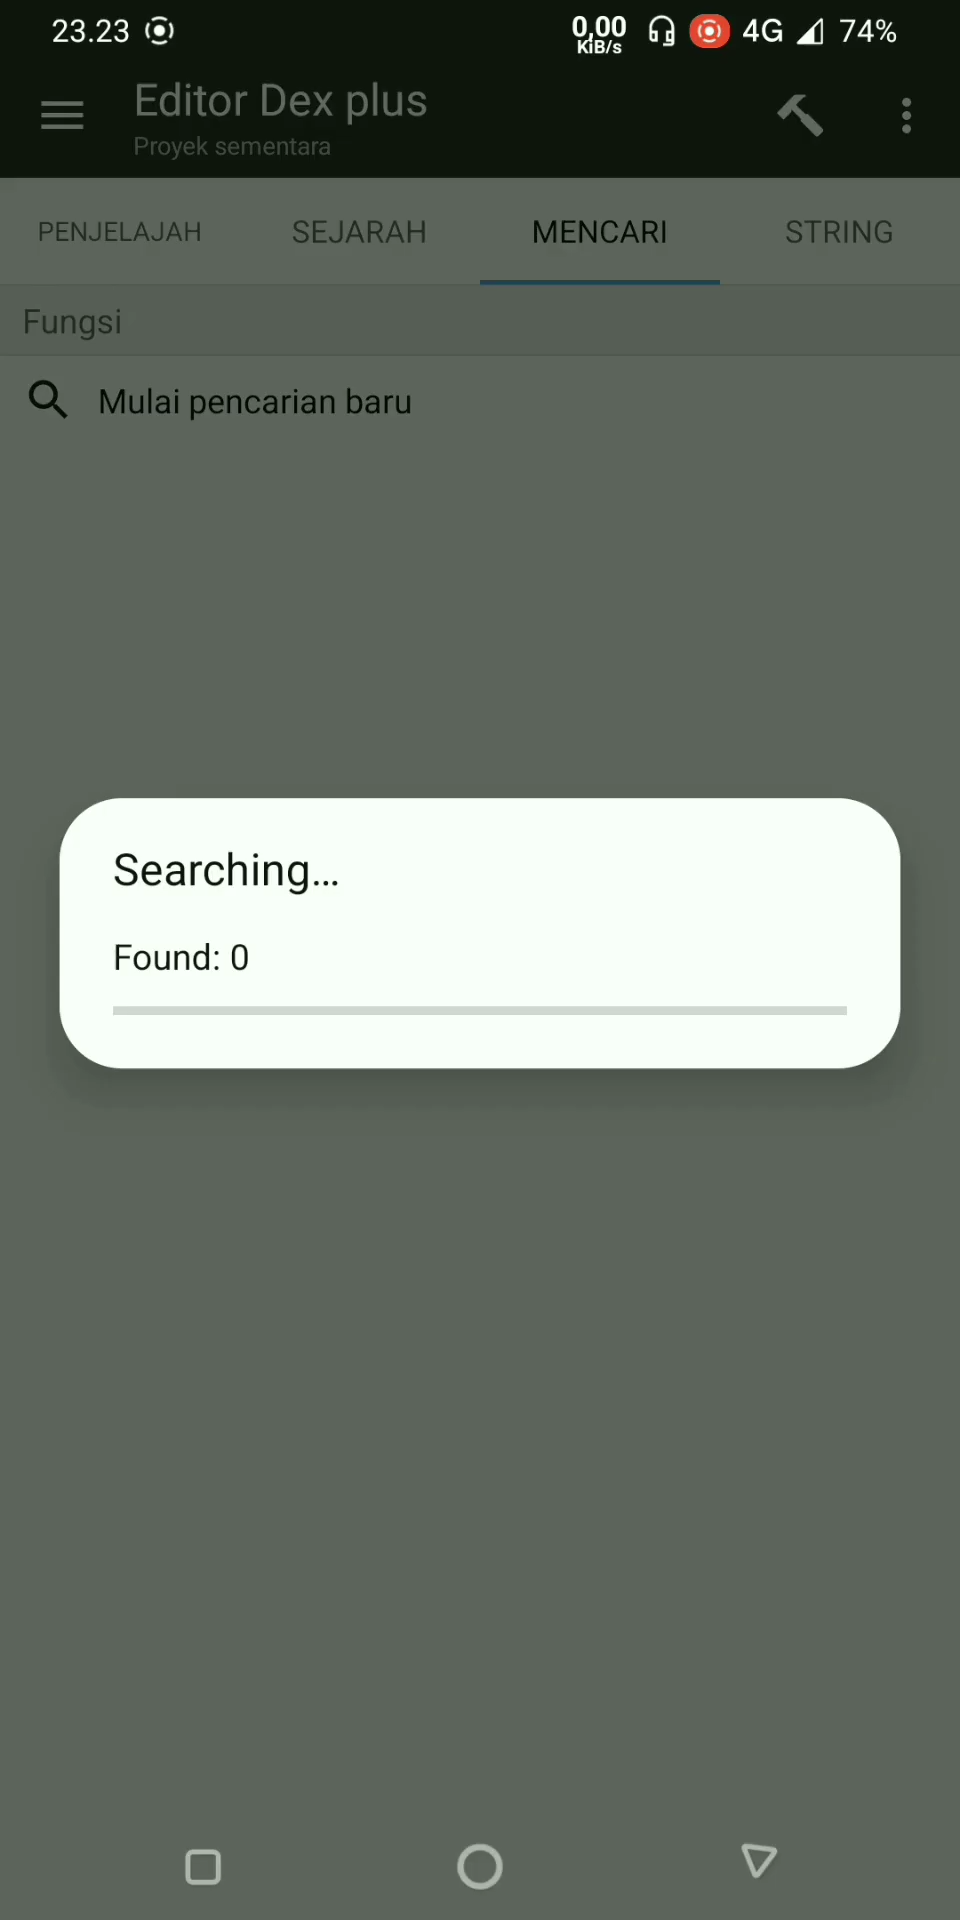 23.23
0,00
KiB/s
4G
74%
Editor Dex plus
Proyek sementara
PENJELAJAH
SEJARAH
MENCARI
STRING
Fungsi
Mulai pencarian baru
Searching...
Found: 0